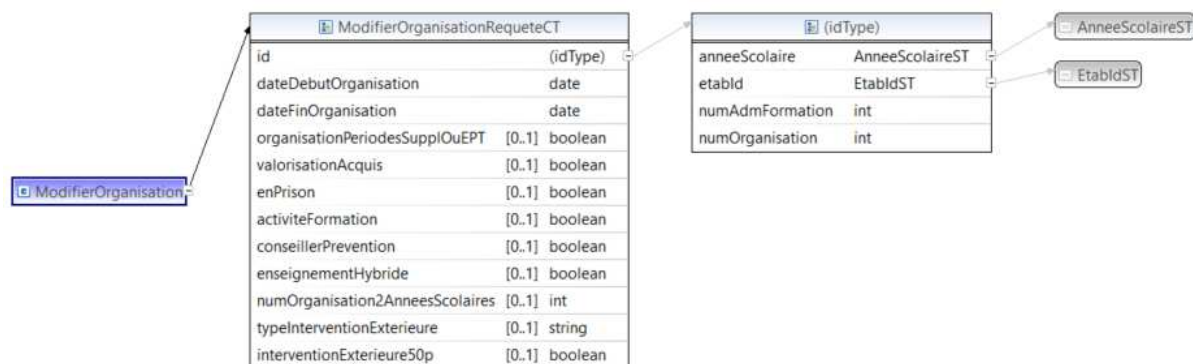 ModifierOrganisation
ModifierOrganisationRequeteCT
id (idType)
dateDebutOrganisation date
dateFinOrganisation date
organisationPeriodesSupplOuEPT [0..1] boolean
valorisationAcquis [0..1] boolean
enPrison [0..1] boolean
activiteFormation [0..1] boolean
conseillerPrevention [0..1] boolean
enseignementHybride [0..1] boolean
numOrganisation2AnneesScolaires [0..1] int
typeInterventionExterieure [0..1] string
interventionExterieure50p [0..1] boolean
(idType)
anneeScolaire AnneeScolaireST
etabId EtabIdST
numAdmFormation int
numOrganisation int
AnneeScolaireST
EtabIdST